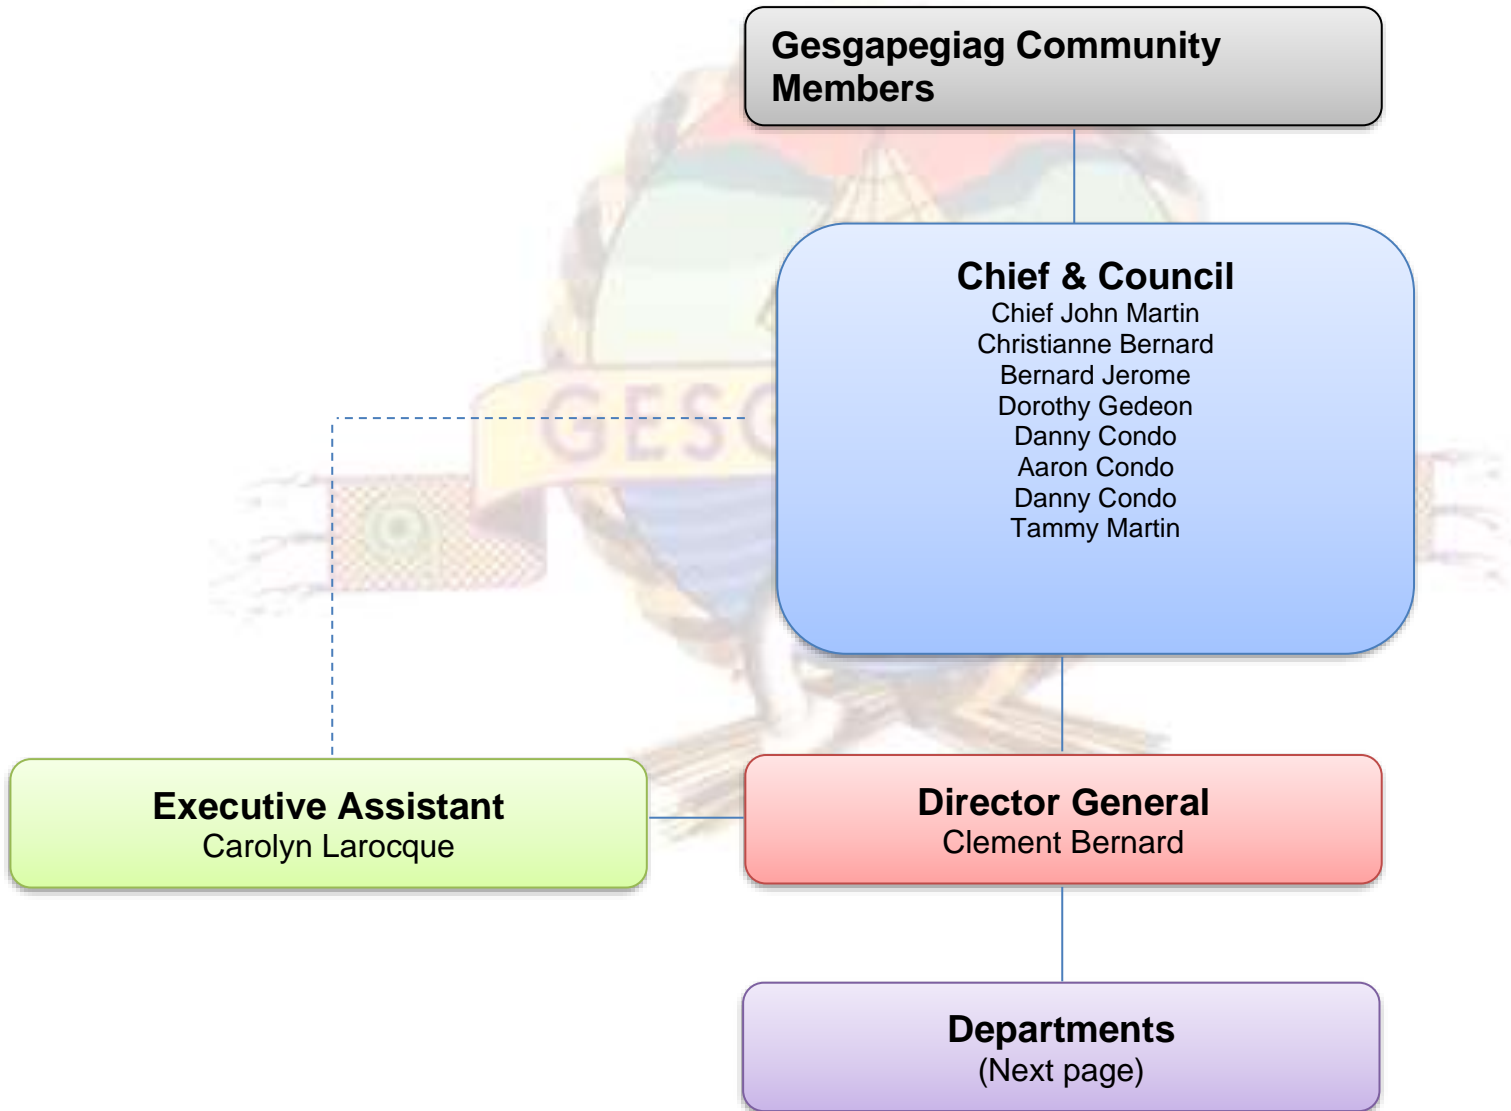 Gesgapegiag Community
Members
Chief & Council
Chief John Martin
Christianne Bernard
Bernard Jerome
Dorothy Gedeon
Danny Condo
Aaron Condo
Danny Condo
Tammy Martin
GESG
Executive Assistant
Carolyn Larocque
Director General
Clement Bernard
Departments
(Next page)